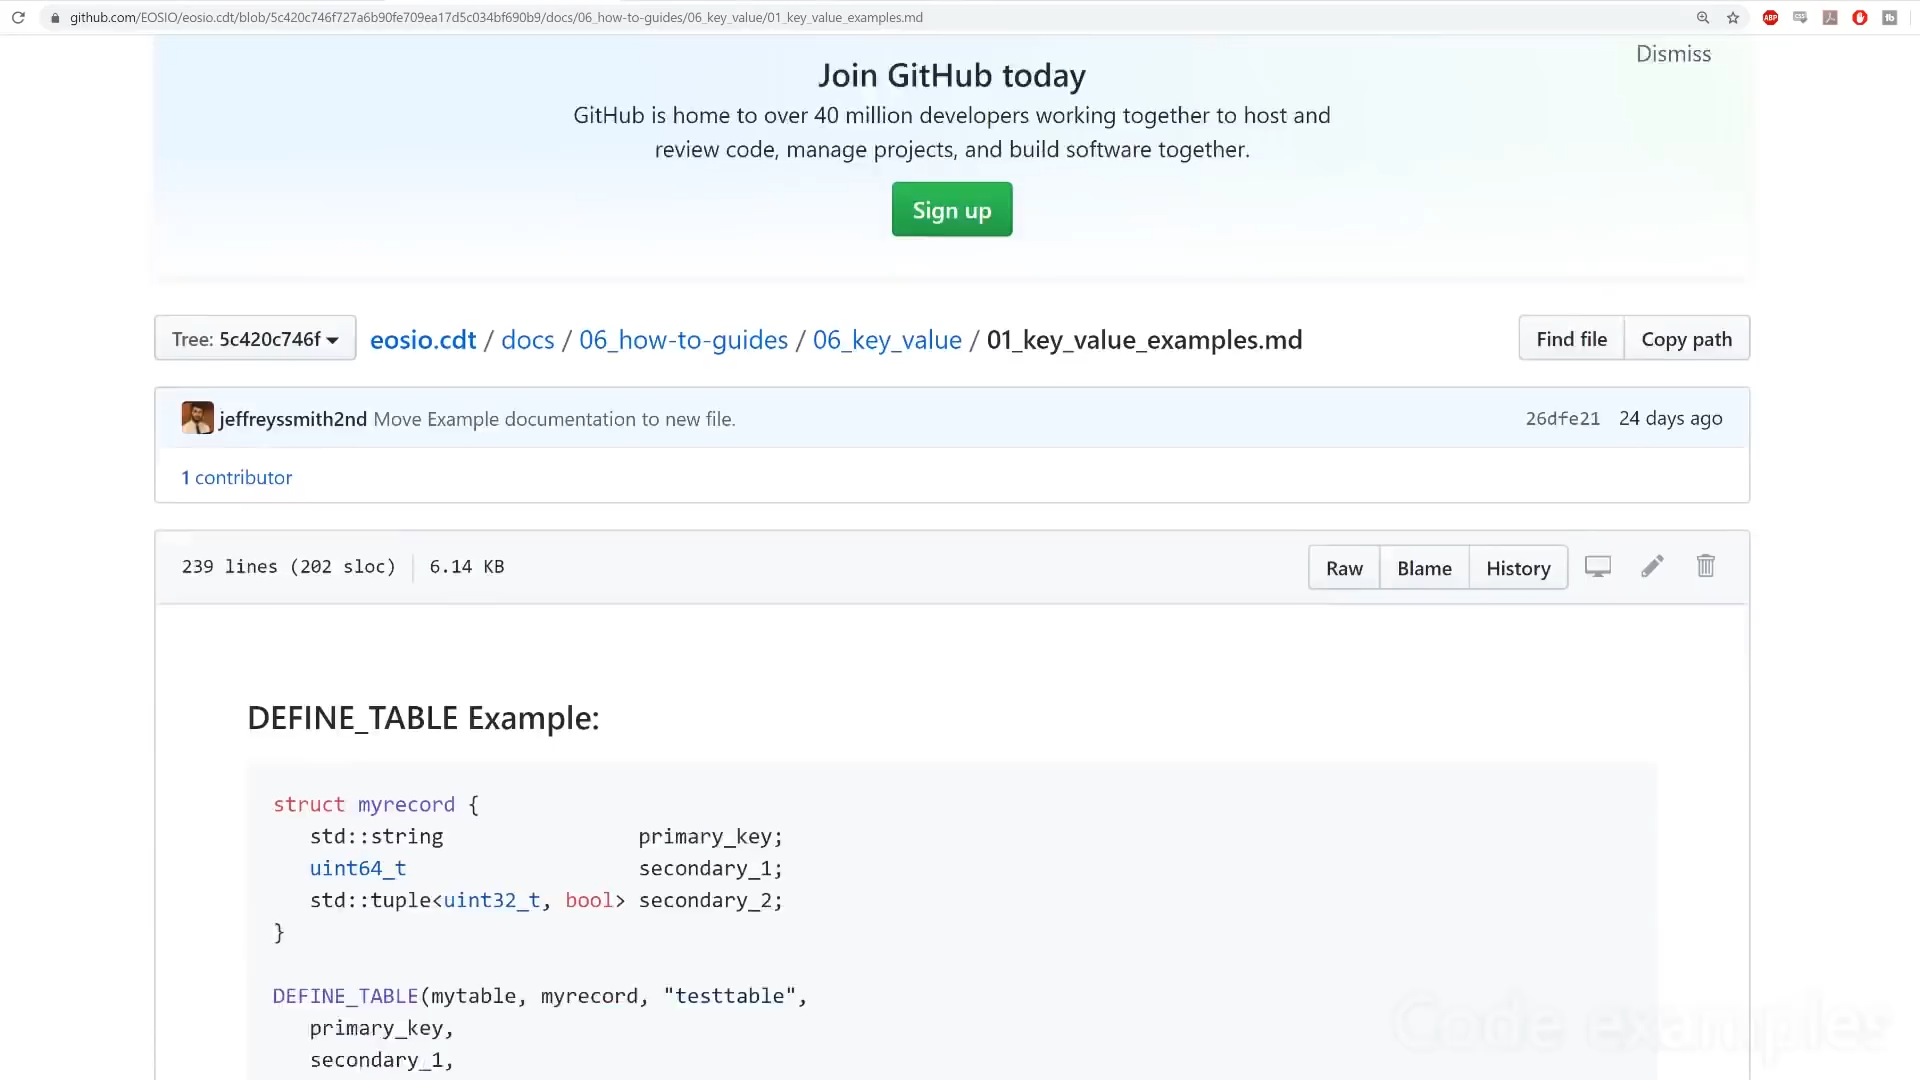 github.com/EOSIO/eosio.cdt/blob/5c420c746f727a6b90fe709ea17d5c034bf690b9/docs/06_how-to-guides/06_key_value/01_key_value_examples.md
ABP
Dismiss
Join GitHub today
GitHub is home to over 40 million developers working together to host and
review code, manage projects, and build software together.
Sign up
Tree: 5c420c746f eosio.cdt / docs / 06_how-to-guides / 06_key_value / 01_key_value_examples.md Find file Copy path
jeffreyssmith2nd Move Example documentation to new file. 26dfe21 24 days ago
1 contributor
239 lines (202 sloc) 6.14 KB Raw Blame History
DEFINE_TABLE Example:
struct myrecord {
std::string primary_key;
uint64_t secondary_1;
std::tuple<uint32_t, bool> secondary_2;
}
DEFINE_TABLE(mytable, myrecord, "testtable",
primary_key,
secondary_1,
Code examples